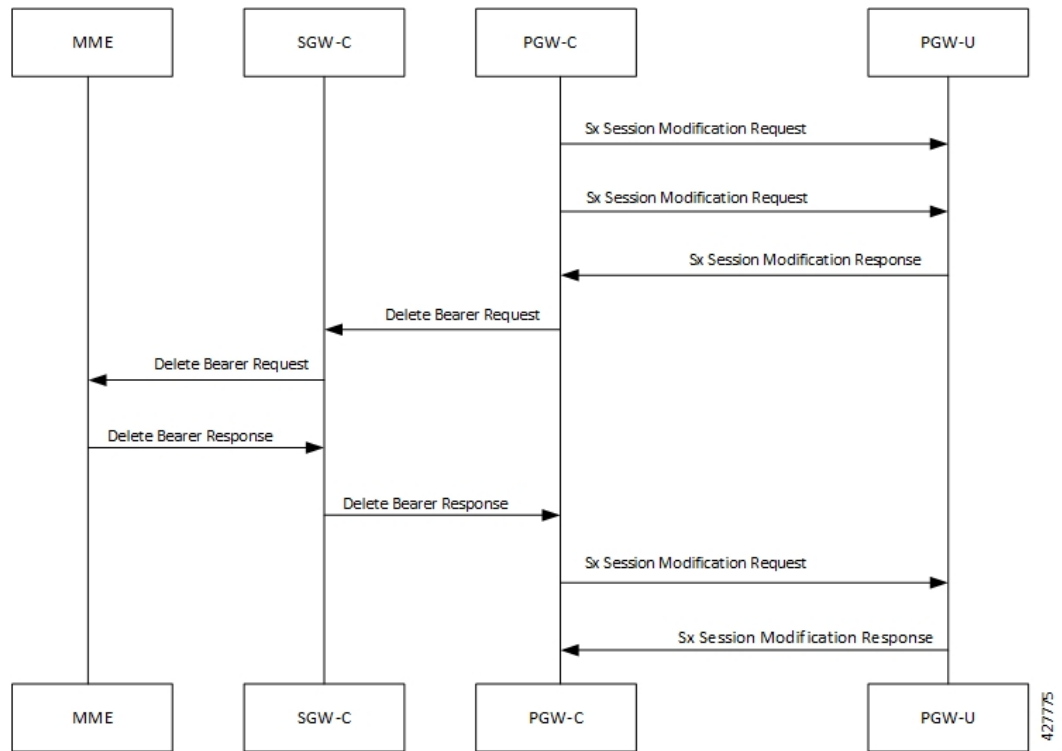 MME
SGW-C
PGW-C
PGW-U
Sx Session Modification Request
Sx Session Modification Request
Sx Session Modification Response
Delete Bearer Request
Delete Bearer Request
Delete Bearer Response
Delete Bearer Response
Sx Session Modification Request
Sx Session Modification Response
MME
SGW-C
PGW-C
PGW-U
427775